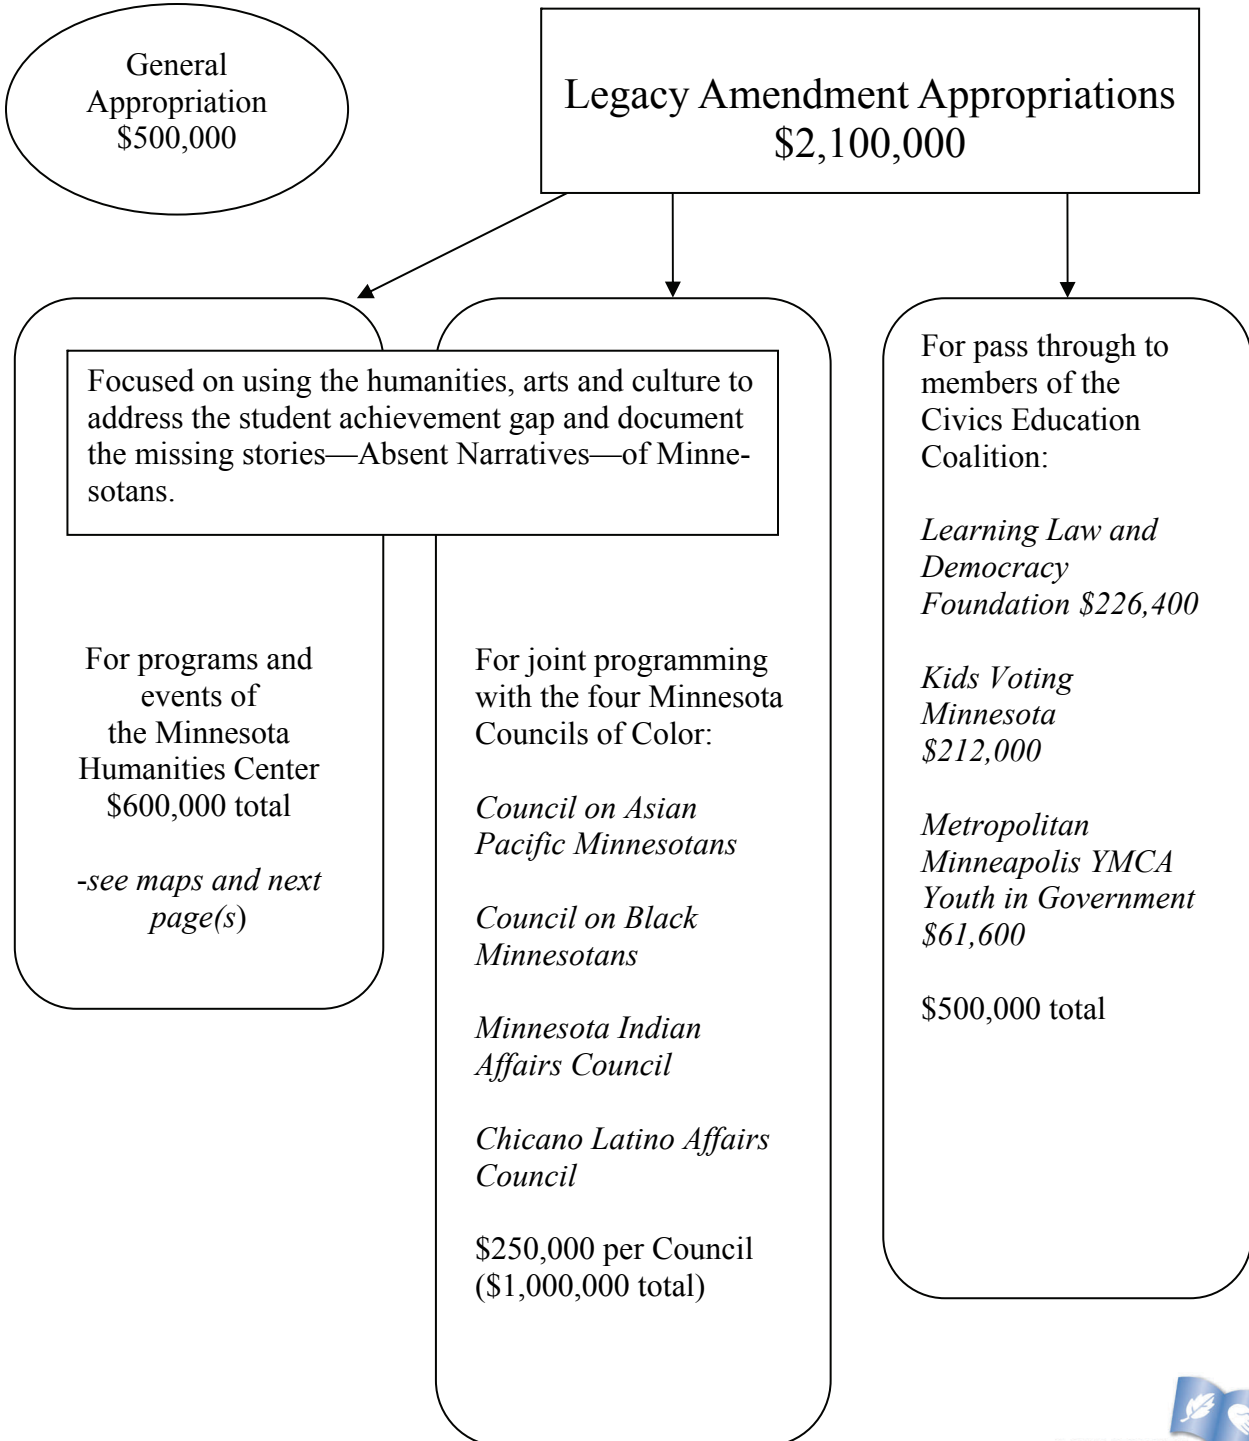 General
Appropriation
$500,000
Legacy Amendment Appropriations
$2,100,000
Focused on using the humanities, arts and culture to
address the student achievement gap and document
the missing stories—Absent Narratives—of Minne-
sotans.
For programs and
events of
the Minnesota
Humanities Center
$600,000 total
-see maps and next
page(s)
For joint programming
with the four Minnesota
Councils of Color:
Council on Asian
Pacific Minnesotans
Council on Black
Minnesotans
Minnesota Indian
Affairs Council
Chicano Latino Affairs
Council
$250,000 per Council
($1,000,000 total)
For pass through to
members of the
Civics Education
Coalition:
Learning Law and
Democracy
Foundation $226,400
Kids Voting
Minnesota
$212,000
Metropolitan
Minneapolis YMCA
Youth in Government
$61,600
$500,000 total